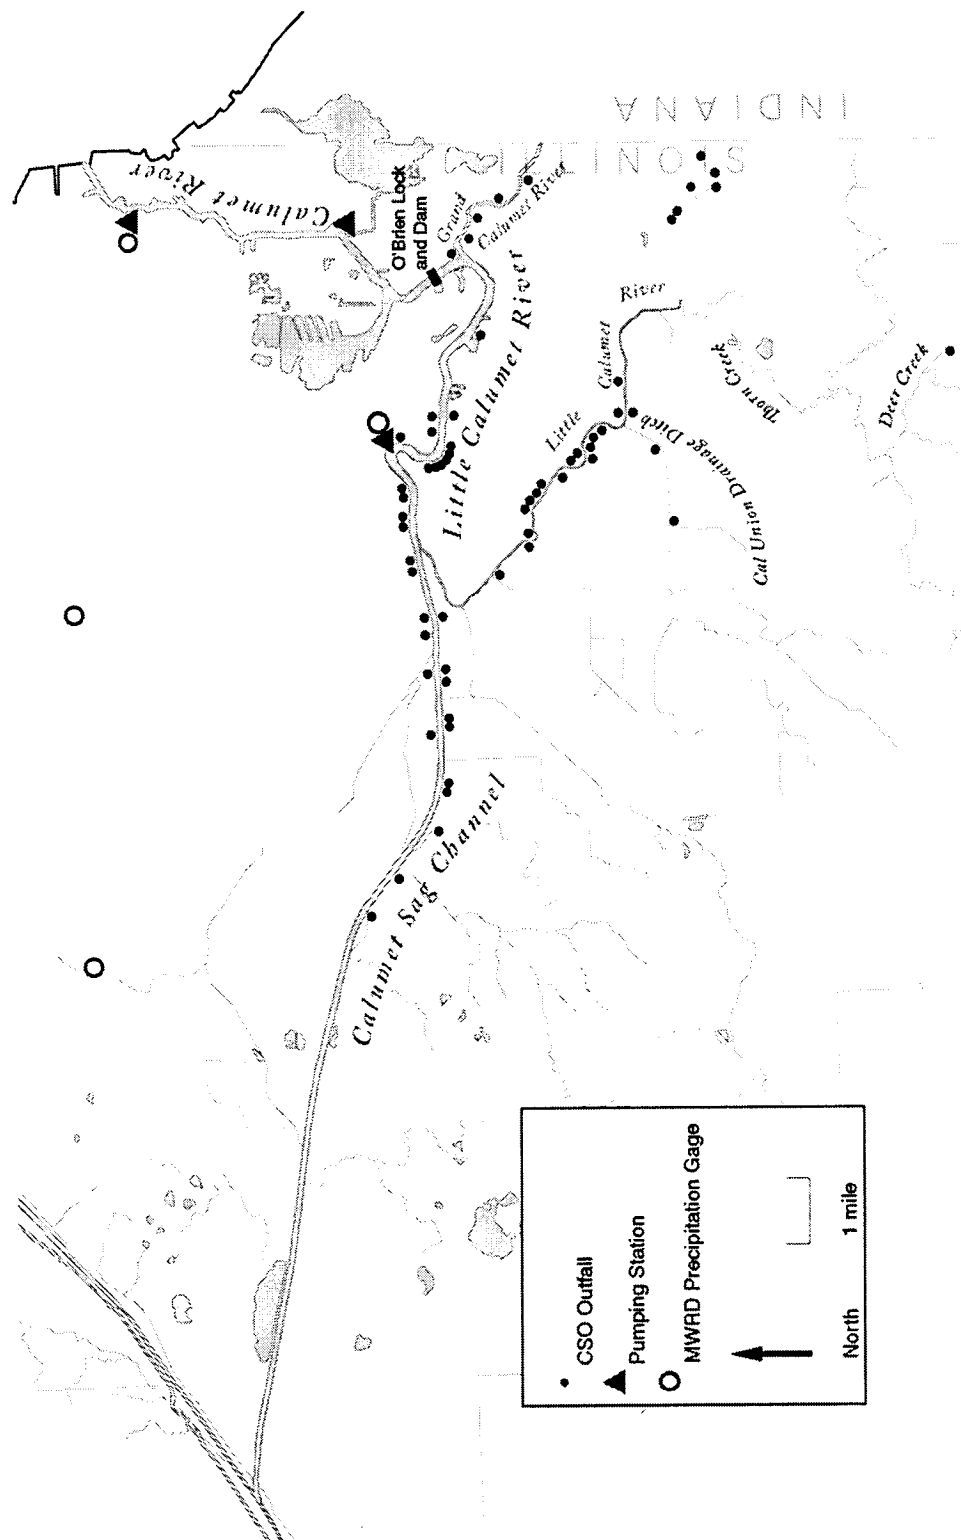 Calumet River
O'Brien Lock
and Dam
Grand
Calumet River
INDIANA
ILLINOIS
Little Calumet River
Little
Calumet
River
Thorn Creek
Deer Creek
Cal Union Drainage Ditch
Calumet Sag Channel
CSO Outfall
Pumping Station
MWRD Precipitation Gage
North
1 mile